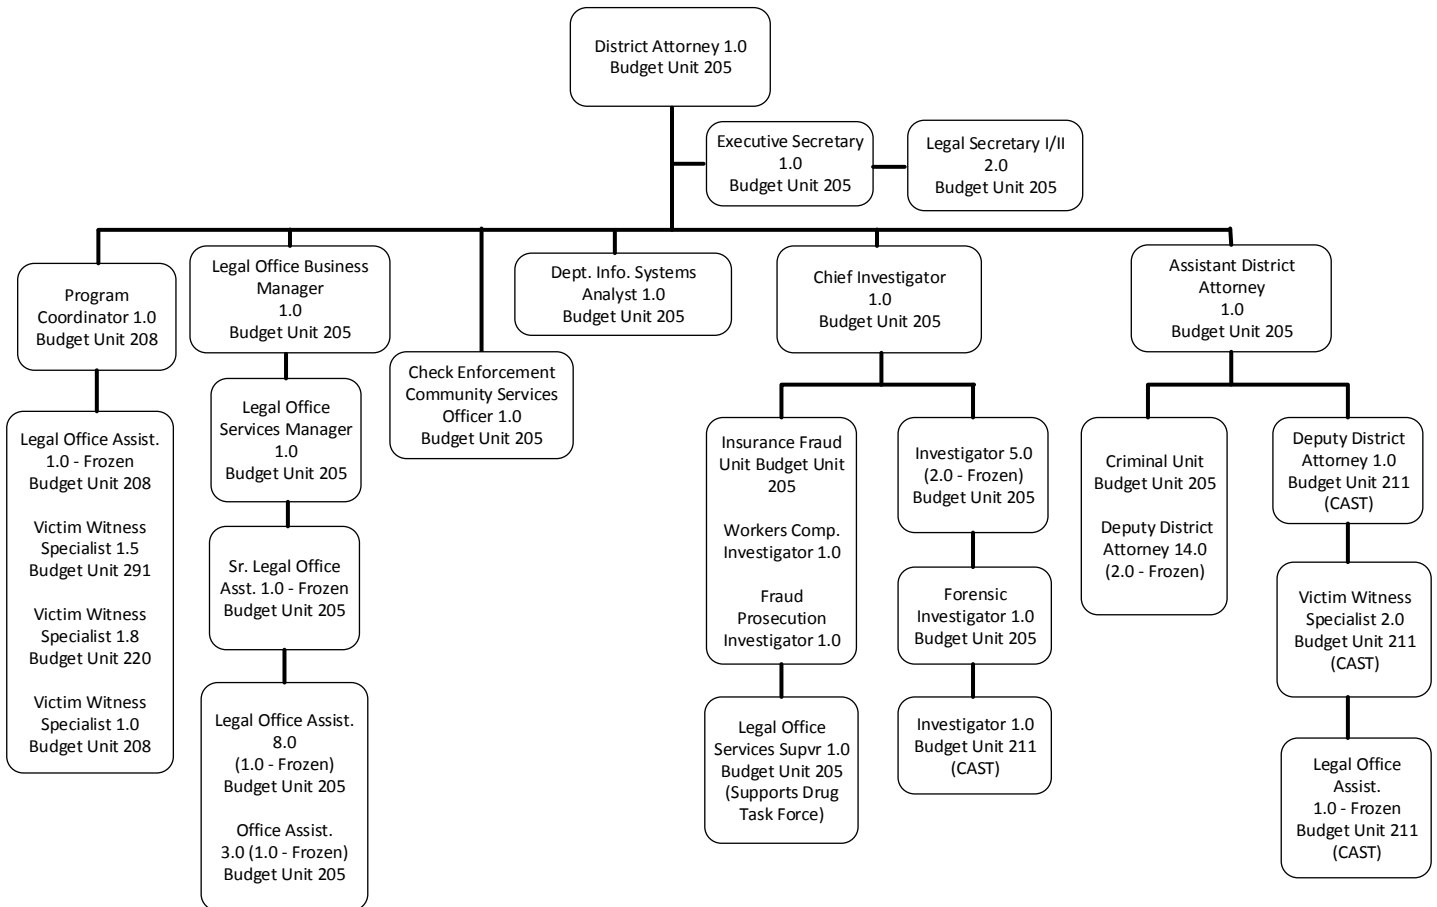 District Attorney 1.0
Budget Unit 205
Executive Secretary
1.0
Budget Unit 205
Legal Secretary I/II
2.0
Budget Unit 205
Program
Coordinator 1.0
Budget Unit 208
Legal Office Business
Manager
1.0
Budget Unit 205
Check Enforcement
Community Services
Officer 1.0
Budget Unit 205
Dept. Info. Systems
Analyst 1.0
Budget Unit 205
Chief Investigator
1.0
Budget Unit 205
Assistant District
Attorney
1.0
Budget Unit 205
Legal Office Assist.
1.0 - Frozen
Budget Unit 208
Victim Witness
Specialist 1.5
Budget Unit 291
Victim Witness
Specialist 1.8
Budget Unit 220
Victim Witness
Specialist 1.0
Budget Unit 208
Legal Office
Services Manager
1.0
Budget Unit 205
Sr. Legal Office
Asst. 1.0 - Frozen
Budget Unit 205
Legal Office Assist.
8.0
(1.0 - Frozen)
Budget Unit 205
Office Assist.
3.0 (1.0 - Frozen)
Budget Unit 205
Insurance Fraud
Unit Budget Unit
205
Workers Comp.
Investigator 1.0
Fraud
Prosecution
Investigator 1.0
Legal Office
Services Supvr 1.0
Budget Unit 205
(Supports Drug
Task Force)
Investigator 5.0
(2.0 - Frozen)
Budget Unit 205
Forensic
Investigator 1.0
Budget Unit 205
Investigator 1.0
Budget Unit 211
(CAST)
Criminal Unit
Budget Unit 205
Deputy District
Attorney 14.0
(2.0 - Frozen)
Deputy District
Attorney 1.0
Budget Unit 211
(CAST)
Victim Witness
Specialist 2.0
Budget Unit 211
(CAST)
Legal Office
Assist.
1.0 - Frozen
Budget Unit 211
(CAST)